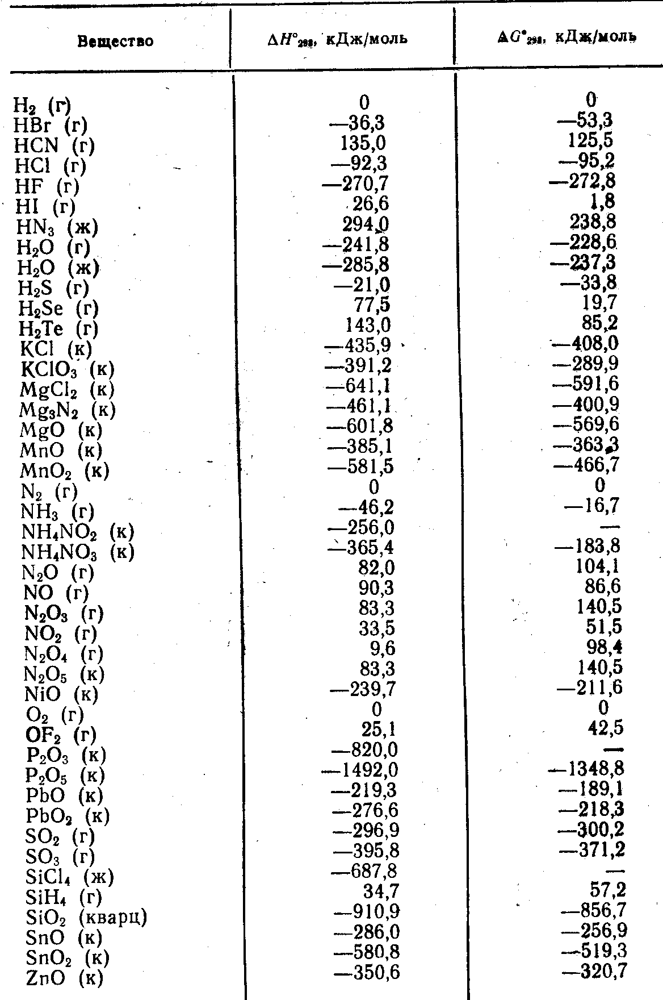 Вещество ΔH°₂₉₈, кДж/моль ΔG°₂₉₈, кДж/моль
H₂ (г) 0 0
HBr (г) —36,3 —53,3
HCN (г) 135,0 125,5
HCl (г) —92,3 —95,2
HF (г) —270,7 —272,8
HI (г) 26,6 1,8
HN₃ (ж) 294,0 238,8
H₂O (г) —241,8 —228,6
H₂O (ж) —285,8 —237,3
H₂S (г) —21,0 —33,8
H₂Se (г) 77,5 19,7
H₂Te (г) 143,0 85,2
KCl (к) —435,9 —408,0
KClO₃ (к) —391,2 —289,9
MgCl₂ (к) —641,1 —591,6
Mg₃N₂ (к) —461,1 —400,9
MgO (к) —601,8 —569,6
MnO (к) —385,1 —363,3
MnO₂ (к) —581,5 —466,7
N₂ (г) 0 0
NH₃ (г) —46,2 —16,7
NH₄NO₂ (к) —256,0 —
NH₄NO₃ (к) —365,4 —183,8
N₂O (г) 82,0 104,1
NO (г) 90,3 86,6
N₂O₃ (г) 83,3 140,5
NO₂ (г) 33,5 51,5
N₂O₄ (г) 9,6 98,4
N₂O₅ (к) 83,3 140,5
NiO (к) —239,7 —211,6
O₂ (г) 0 0
OF₂ (г) 25,1 42,5
P₂O₃ (к) —820,0 —
P₂O₅ (к) —1492,0 —1348,8
PbO (к) —219,3 —189,1
PbO₂ (к) —276,6 —218,3
SO₂ (г) —296,9 —300,2
SO₃ (г) —395,8 —371,2
SiCl₄ (ж) —687,8 —
SiH₄ (г) 34,7 57,2
SiO₂ (кварц) —910,9 —856,7
SnO (к) —286,0 —256,9
SnO₂ (к) —580,8 —519,3
ZnO (к) —350,6 —320,7